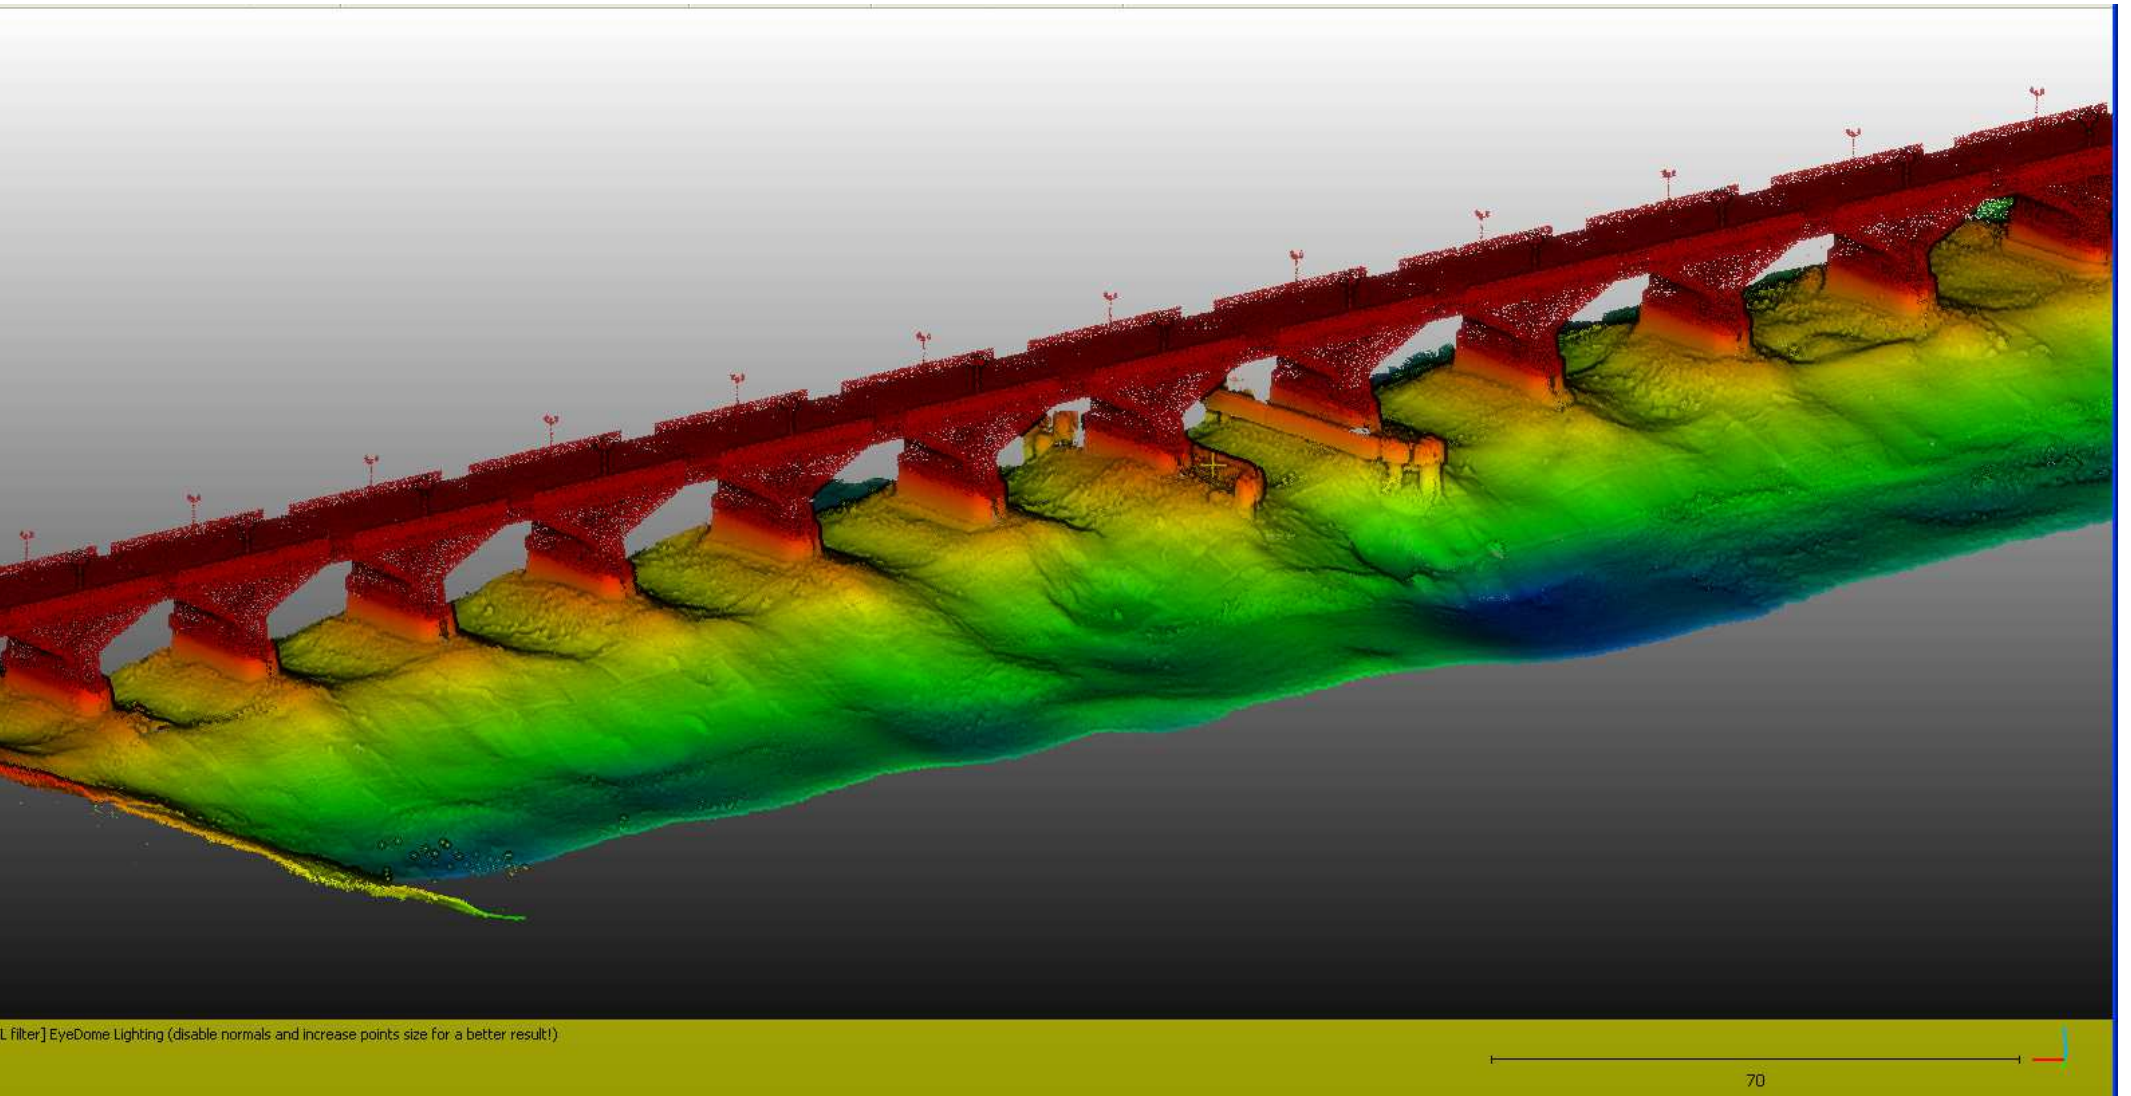 L filter] EyeDome Lighting (disable normals and increase points size for a better result!)
70